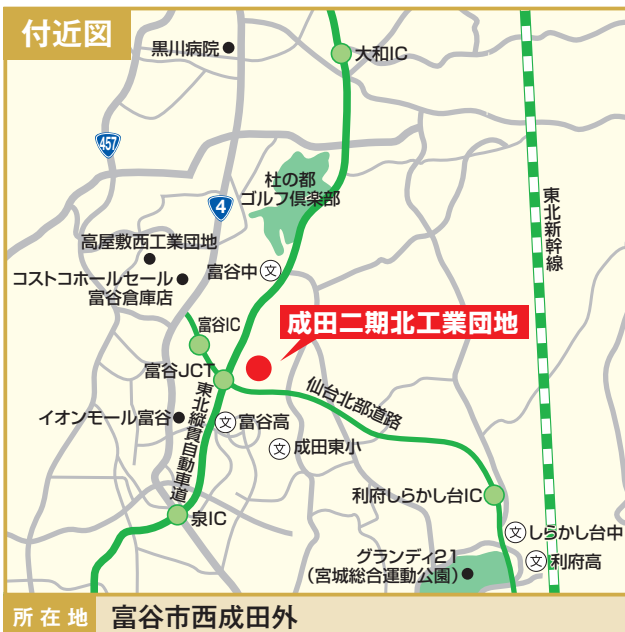 付近図
黒川病院
大和IC
457
杜の都
ゴルフ倶楽部
4
東北新幹線
高屋敷西工業団地
コストコホールセール
富谷倉庫店
富谷中
文
富谷IC
成田二期北工業団地
富谷JCT
仙台北部道路
イオンモール富谷
東北縦貫自動車道
文
富谷高
文
成田東小
利府しらかし台IC
泉IC
文
しらかし台中
グランディ21
(宮城総合運動公園)
文
利府高
所在地 富谷市西成田外